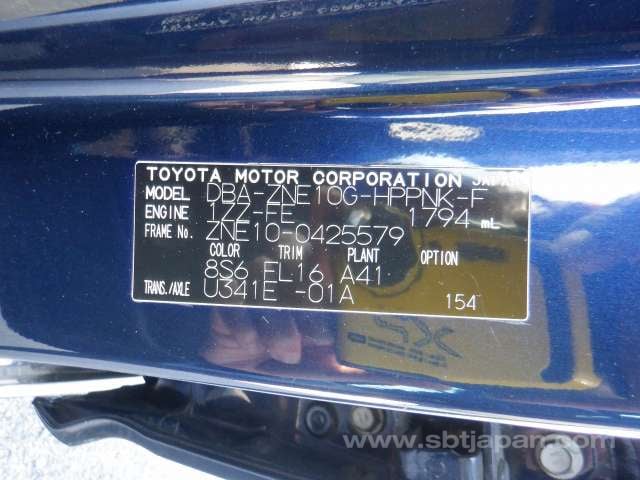 TOYOTA MOTOR CORPORATION JAPAN
MODEL DBA-ZNE10G-HPPNK-F
ENGINE 1ZZ-FE 1794 mL
FRAME No. ZNE10-0425579
COLOR TRIM PLANT OPTION
8S6 FL16 A41
TRANS./AXLE U341E -01A 154
www.sbtjapan.com